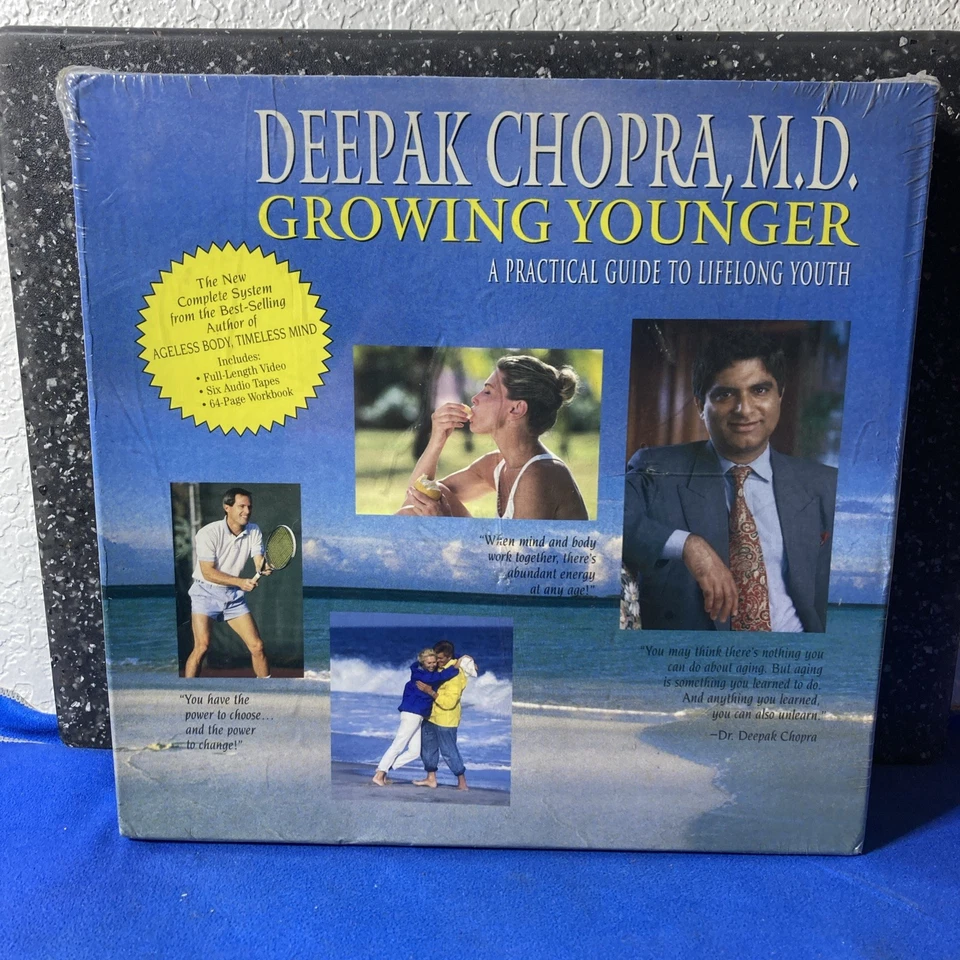 DEEPAK CHOPRA, M.D.
GROWING YOUNGER
A PRACTICAL GUIDE TO LIFELONG YOUTH
The New
Complete System
from the Best-Selling
Author of
AGELESS BODY, TIMELESS MIND
Includes:
• Full-Length Video
• Six Audio Tapes
• 64-Page Workbook
"When mind and body
work together, there's
abundant energy
at any age!"
"You may think there's nothing you
can do about aging. But aging
is something you learned to do.
And anything you learned,
you can also unlearn."
–Dr. Deepak Chopra
"You have the
power to choose...
and the power
to change!"